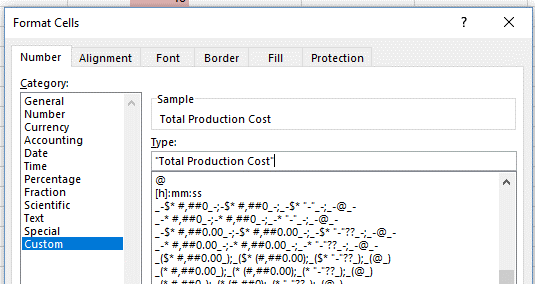 Format Cells
?
Number Alignment Font Border Fill Protection
Category:
General
Number
Currency
Accounting
Date
Time
Percentage
Fraction
Scientific
Text
Special
Custom
Sample
Total Production Cost
Type:
"Total Production Cost"
@
[h]:mm:ss
_-$* #,##0_-;-$* #,##0_-;_-$* "-"_-;_-@_-
_-* #,##0_-;-* #,##0_-;_-* "-"_-;_-@_-
_-$* #,##0.00_-;-$* #,##0.00_-;_-$* "-"??_-;_-@_-
_-* #,##0.00_-;-* #,##0.00_-;_-* "-"??_-;_-@_-
_($* #,##0.00_);_($* (#,##0.00);_($* "-"??_);_(@_)
_(* #,##0.00_);_(* (#,##0.00);_(* "-"??_);_(@_)